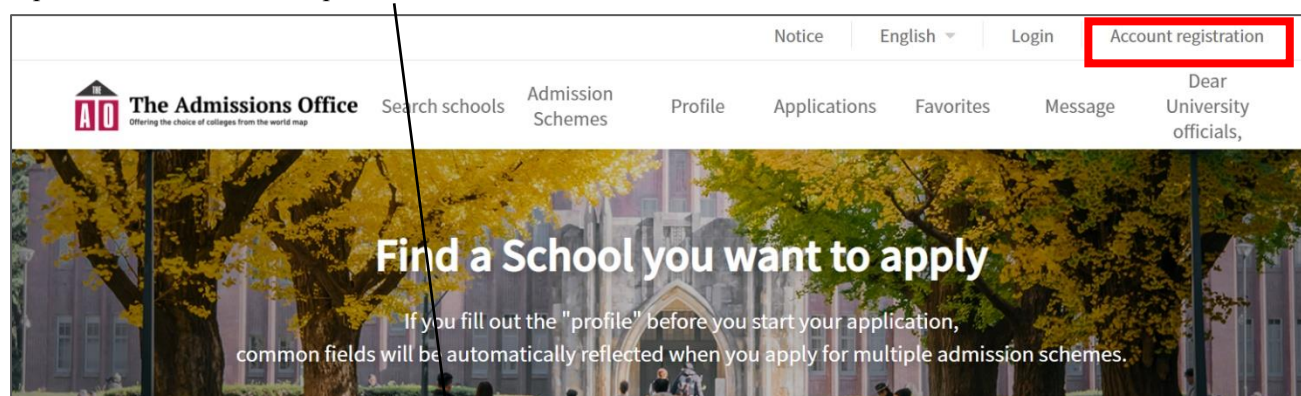 Notice English Login Account registration
THE
AO
The Admissions Office
Offering the choice of colleges from the world map
Search schools
Admission
Schemes
Profile
Applications
Favorites
Message
Dear
University
officials,
Find a School you want to apply
If you fill out the "profile" before you start your application,
common fields will be automatically reflected when you apply for multiple admission schemes.